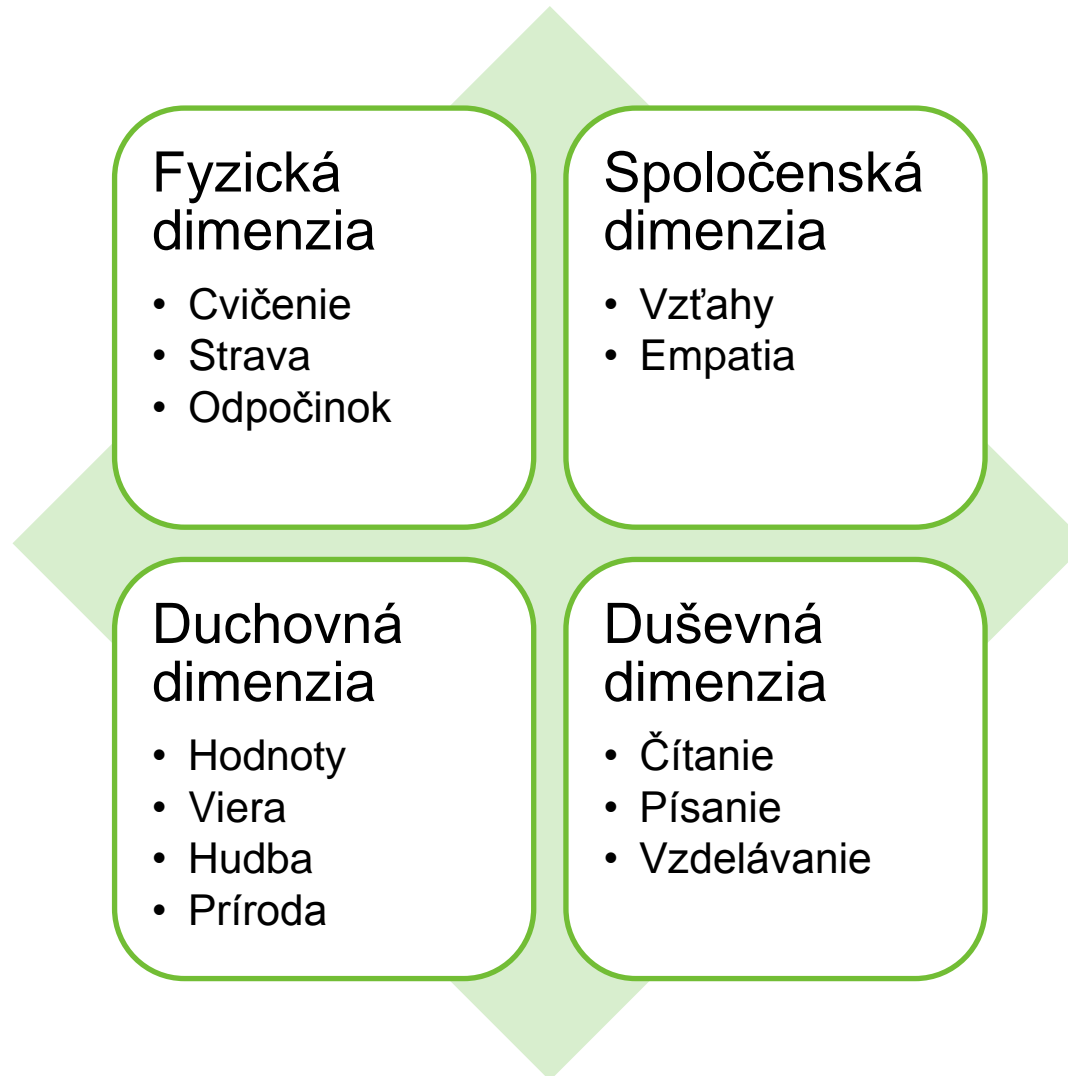 Fyzická
dimenzia
• Cvičenie
• Strava
• Odpočinok
Spoločenská
dimenzia
• Vzťahy
• Empatia
Duchovná
dimenzia
• Hodnoty
• Viera
• Hudba
• Príroda
Duševná
dimenzia
• Čítanie
• Písanie
• Vzdelávanie